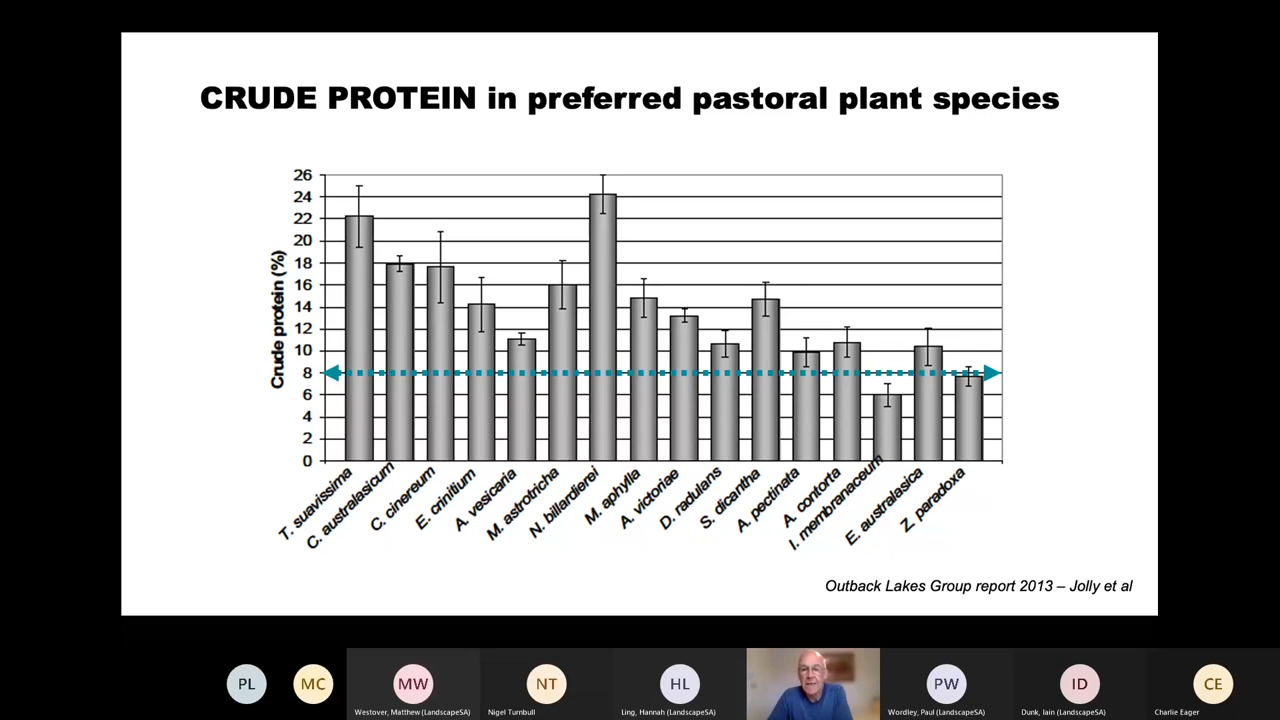 CRUDE PROTEIN in preferred pastoral plant species
Crude protein (%)
26
24
22
20
18
16
14
12
10
8
6
4
2
0
T. suavissima
C. australasicum
C. cinereum
E. crinitium
A. vesicaria
M. astrotricha
N. billardierei
M. aphylla
A. victoriae
D. radulans
S. dicantha
A. pectinata
A. contorta
I. membranaceum
E. australasica
Z. paradoxa
Outback Lakes Group report 2013 – Jolly et al
PL
MC
MW
NT
HL
PW
ID
CE
Westover, Matthew (LandscapeSA)
Nigel Turnbull
Ling, Hannah (LandscapeSA)
Wordley, Paul (LandscapeSA)
Dunk, Iain (LandscapeSA)
Charlie Eager